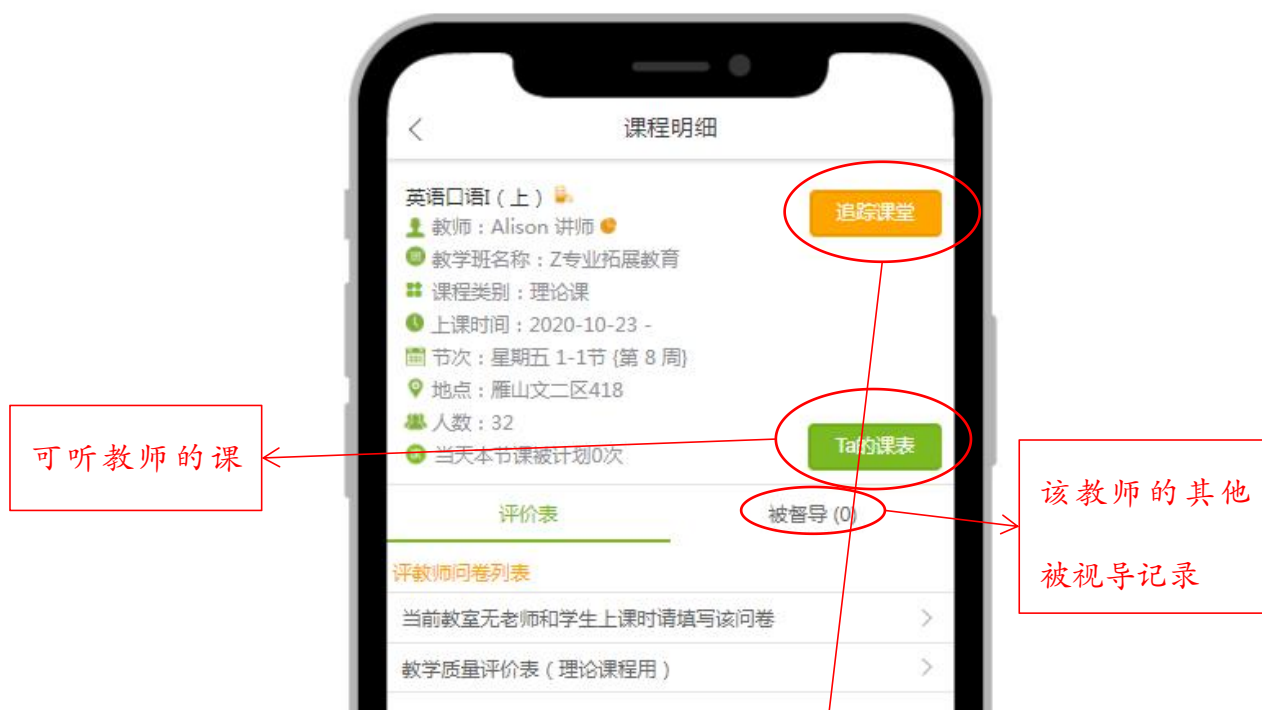 课程明细
英语口语I（上）
追踪课堂
教师：Alison 讲师
教学班名称：Z专业拓展教育
课程类别：理论课
上课时间：2020-10-23 -
节次：星期五 1-1节 {第 8 周}
地点：雁山文二区418
人数：32
当天本节课被计划0次
Ta的课表
可听教师的课
该教师的其他
被视导记录
评价表
被督导 (0)
评教师问卷列表
当前教室无老师和学生上课时请填写该问卷
教学质量评价表（理论课程用）